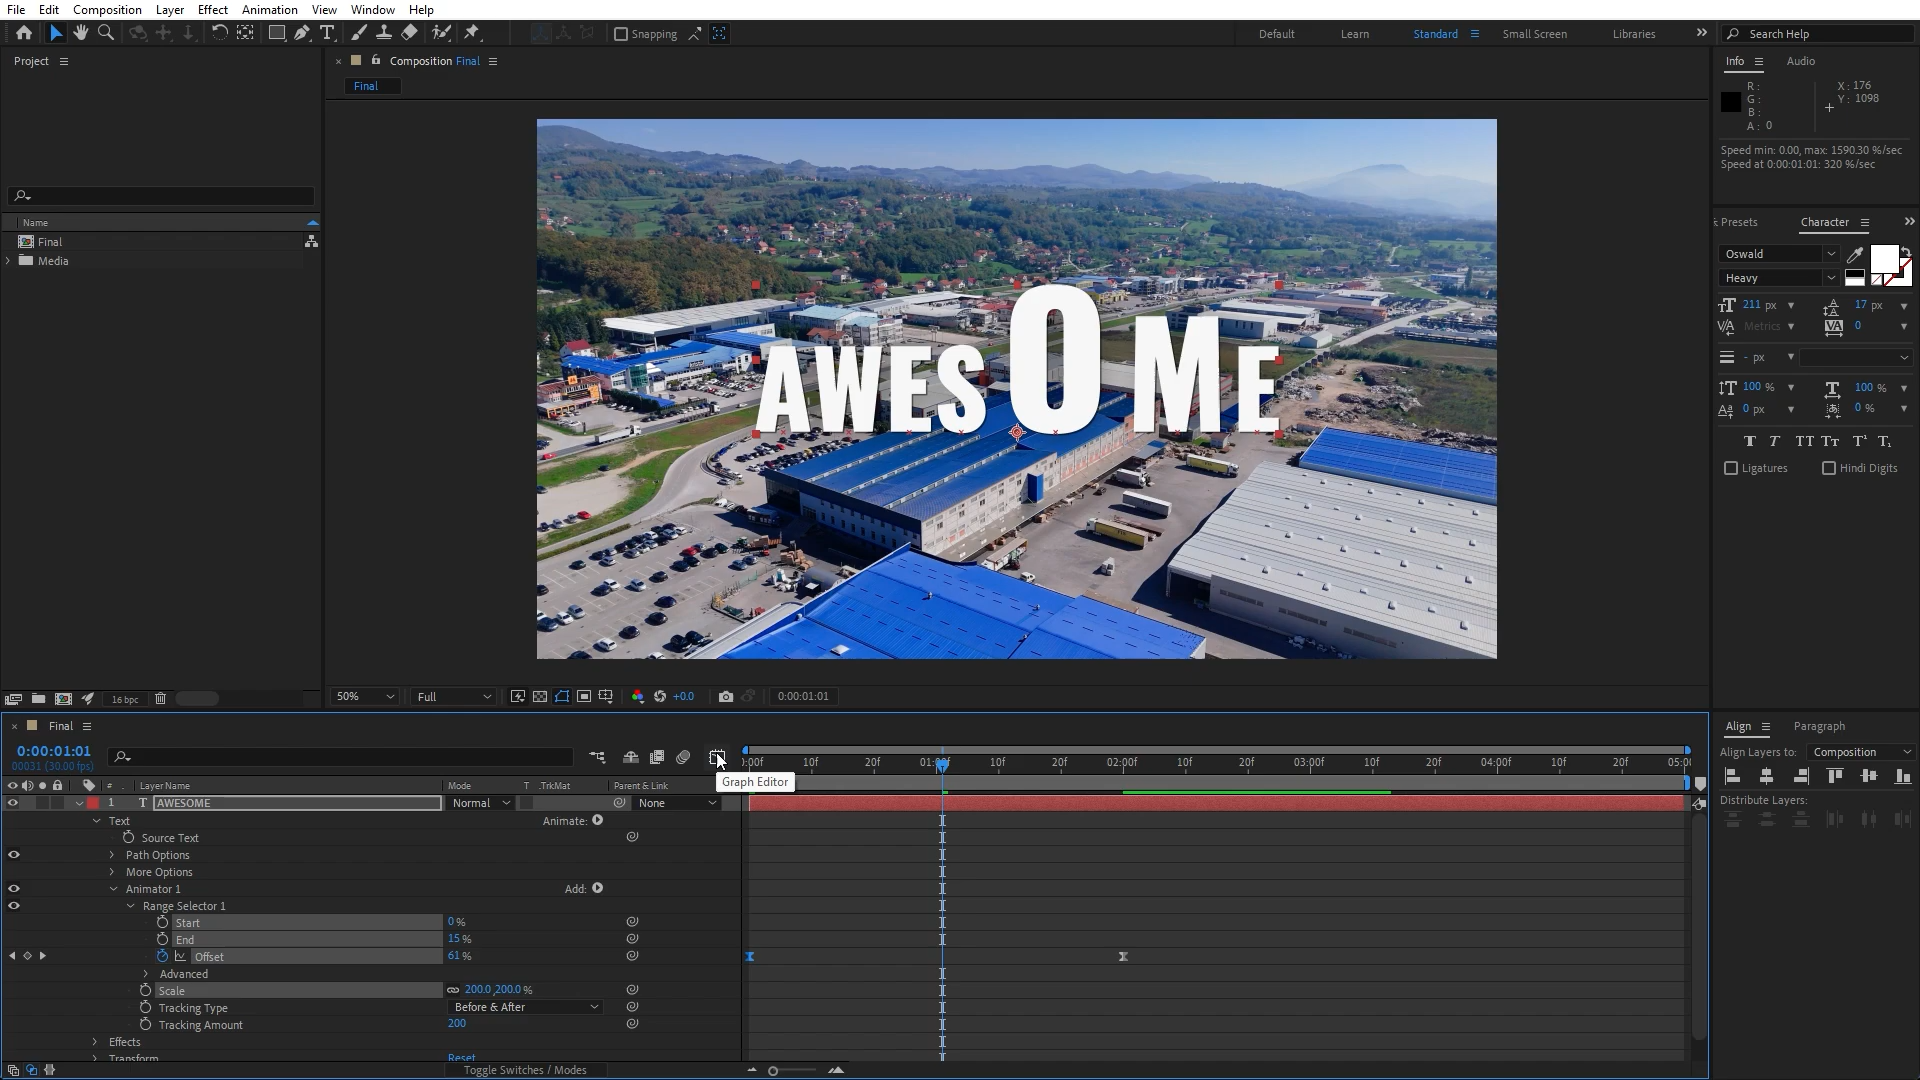 File Edit Composition Layer Effect Animation View Window Help
Snapping Default Learn Standard Small Screen Libraries Search Help
Project
Composition Final
Final
Info Audio
R :
G :
B :
A : 0
X : 176
Y : 1098
Speed min: 0.00, max: 1590.30 %/sec
Speed at 0:00:01:01: 320 %/sec
Name
Final
Media
AWESOME
Presets Character
Oswald
Heavy
211 px 17 px
Metrics 0
- px
100 % 100 %
0 px 0 %
T T TT Tt T¹ T₁
Ligatures Hindi Digits
16 bpc
50% Full +0.0 0:00:01:01
Final
0:00:01:01
00031 (30.00 fps)
Graph Editor
:00f 10f 20f 01:00f 10f 20f 02:00f 10f 20f 03:00f 10f 20f 04:00f 10f 20f 05:00
# Layer Name Mode T .TrkMat Parent & Link
1 T AWESOME Normal None
Text Animate:
Source Text
Path Options
More Options
Animator 1 Add:
Range Selector 1
Start 0 %
End 15 %
Offset 61 %
Advanced
Scale 200.0,200.0 %
Tracking Type Before & After
Tracking Amount 200
Effects
Transform Reset
Toggle Switches / Modes
Align Paragraph
Align Layers to: Composition
Distribute Layers: